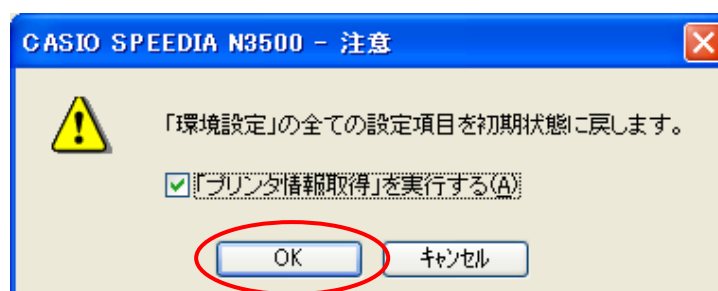 CASIO SPEEDIA N3500 - 注意
「環境設定」の全ての設定項目を初期状態に戻します。
「プリンタ情報取得」を実行する(A)
OK
キャンセル